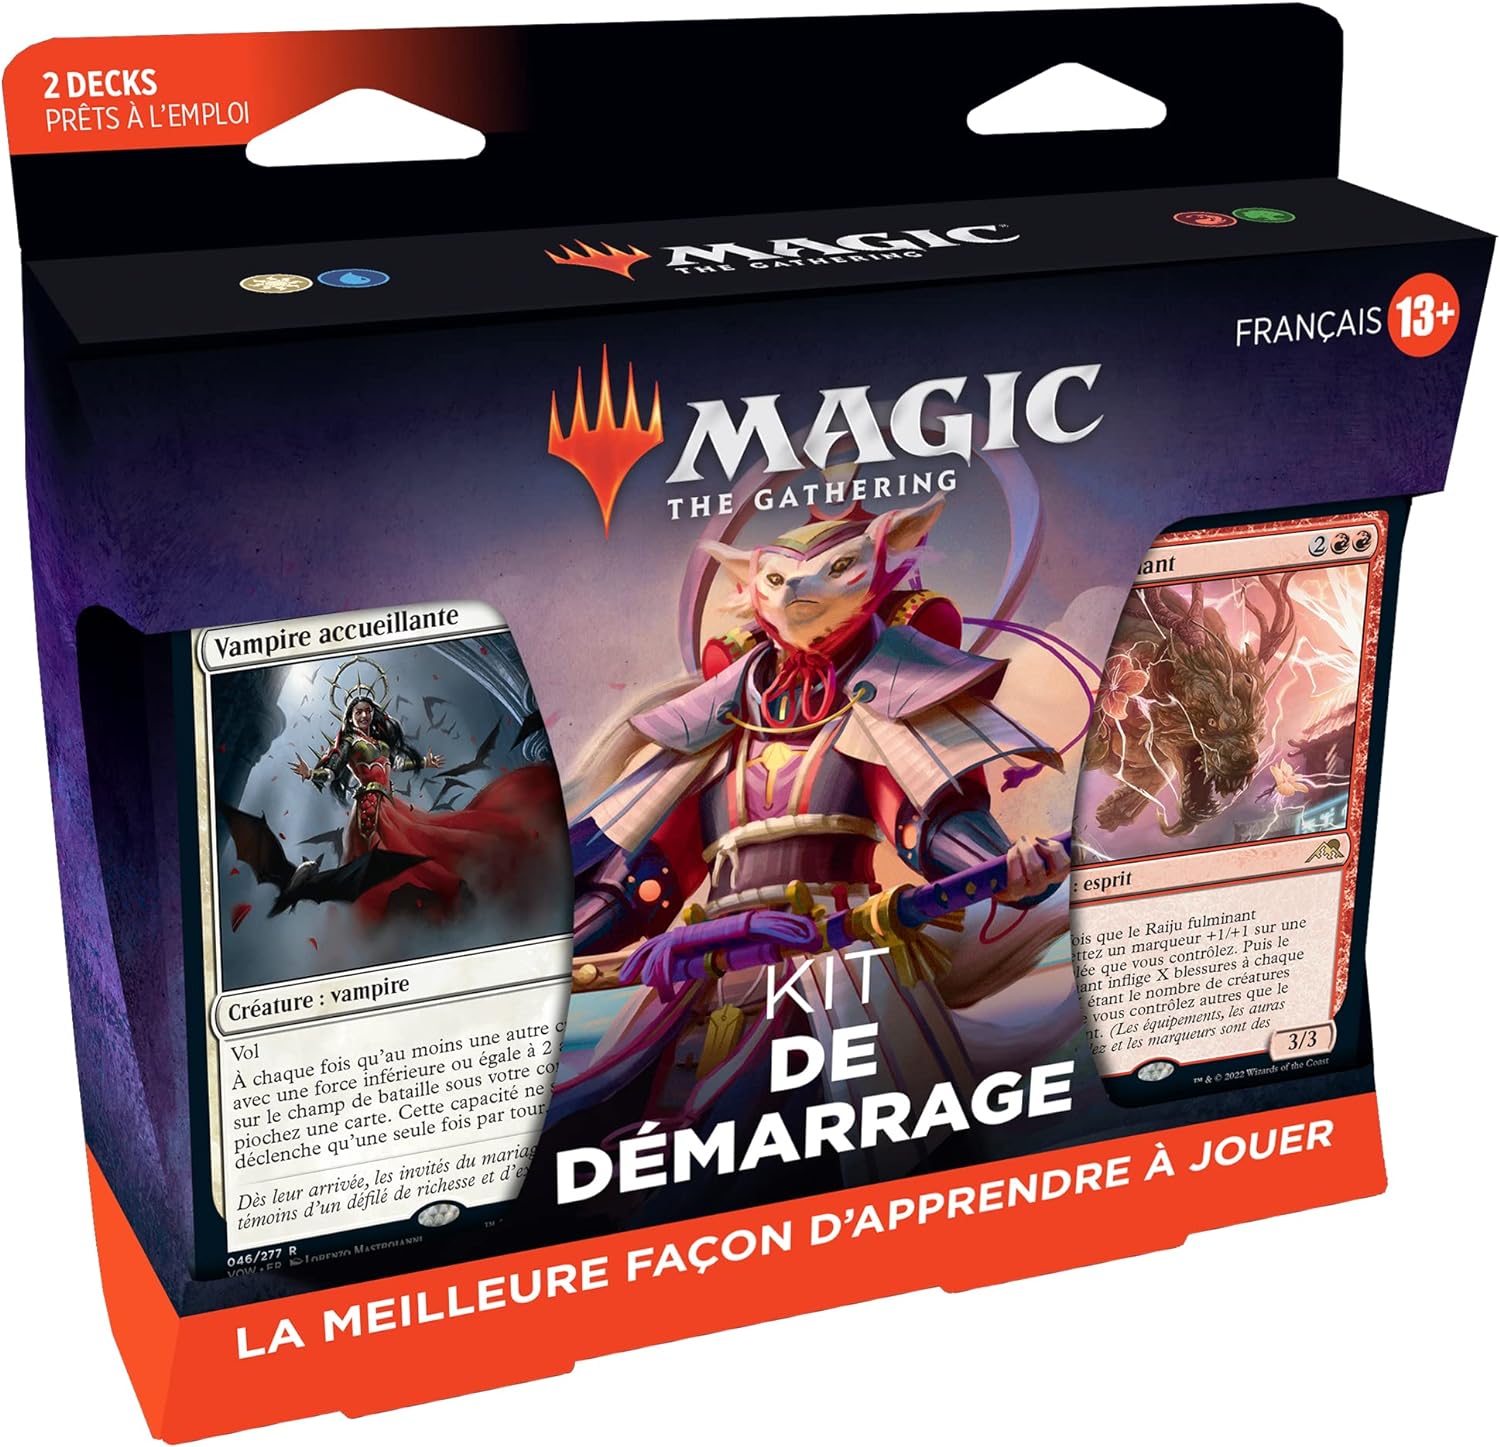 2 DECKS
PRÊTS À L'EMPLOI
MAGIC
THE GATHERING
FRANÇAIS 13+
MAGIC
THE GATHERING
Vampire accueillante
Créature : vampire
Vol
À chaque fois qu'au moins une autre
avec une force inférieure ou égale à 2
sur le champ de bataille sous votre
piochez une carte. Cette capacité ne
déclenche qu'une seule fois par tour.
Dès leur arrivée, les invités du
témoins d'un défilé de richesse et
046/277 R
VOW • FR LORENZO MASTROIANNI
™
2
: esprit
que le Raiju fulminant
un marqueur +1/+1 sur une
que vous contrôlez. Puis le
inflige X blessures à chaque
étant le nombre de créatures
vous contrôlez autres que le
(Les équipements, les auras
et les marqueurs sont des
3/3
™ & © 2022 Wizards of the Coast
KIT
DE
DÉMARRAGE
LA MEILLEURE FAÇON D'APPRENDRE À JOUER